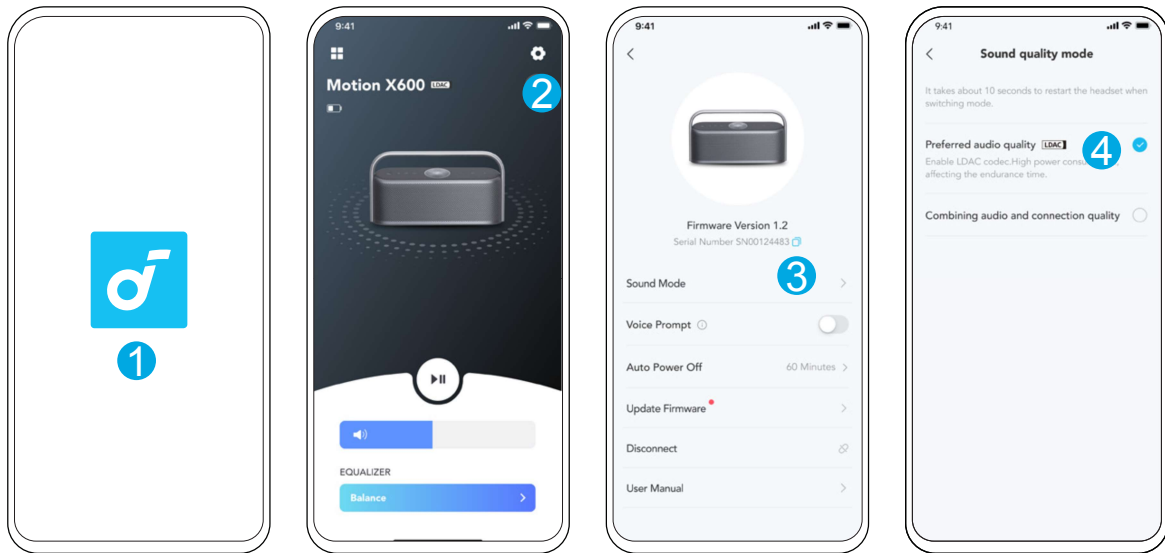 1
9:41
Motion X600 LDAC
2
EQUALIZER
Balance
9:41
Firmware Version 1.2
Serial Number SN00124483
Sound Mode
3
Voice Prompt
Auto Power Off 60 Minutes
Update Firmware
Disconnect
User Manual
9:41
Sound quality mode
It takes about 10 seconds to restart the headset when
switching mode.
Preferred audio quality LDAC
4
Enable LDAC codec.High power
affecting the endurance time.
Combining audio and connection quality